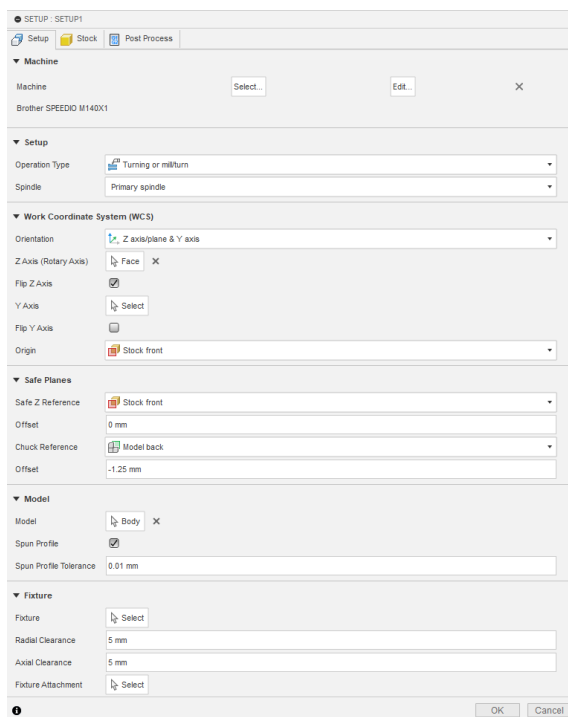 SETUP : SETUP1
Setup Stock Post Process
Machine
Machine Select... Edit...
Brother SPEEDIO M140X1
Setup
Operation Type Turning or mill/turn
Spindle Primary spindle
Work Coordinate System (WCS)
Orientation Z axis/plane & Y axis
Z Axis (Rotary Axis) Face
Flip Z Axis
Y Axis Select
Flip Y Axis
Origin Stock front
Safe Planes
Safe Z Reference Stock front
Offset 0 mm
Chuck Reference Model back
Offset -1.25 mm
Model
Model Body
Spun Profile
Spun Profile Tolerance 0.01 mm
Fixture
Fixture Select
Radial Clearance 5 mm
Axial Clearance 5 mm
Fixture Attachment Select
OK Cancel